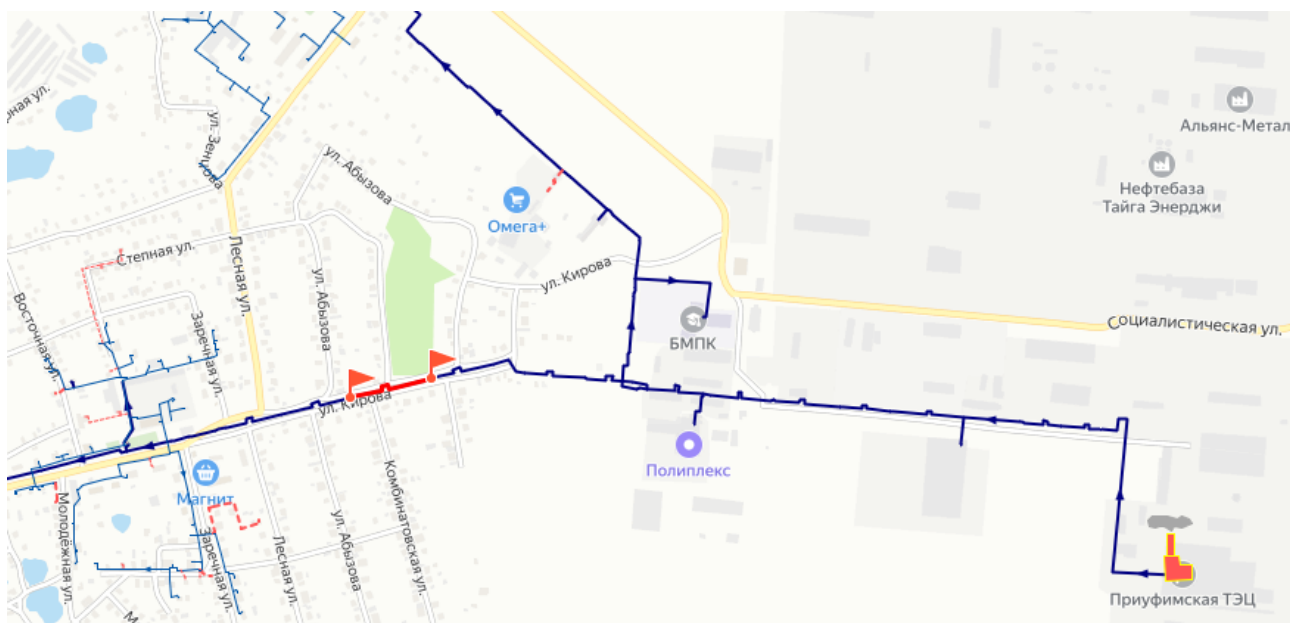 рная ул.
ул. Зенцова
ул. Абызова
Альянс-Метал
Нефтебаза
Тайга Энерджи
Омега+
Степная ул.
Лесная ул.
ул. Абызова
ул. Кирова
Восточная ул.
Заречная ул.
БМПК
Социалистическая ул.
ул. Кирова
Полиплекс
Магнит
Молодёжная ул.
Заречная ул.
Лесная ул.
ул. Абызова
Комбинатовская ул.
Приуфимская ТЭЦ